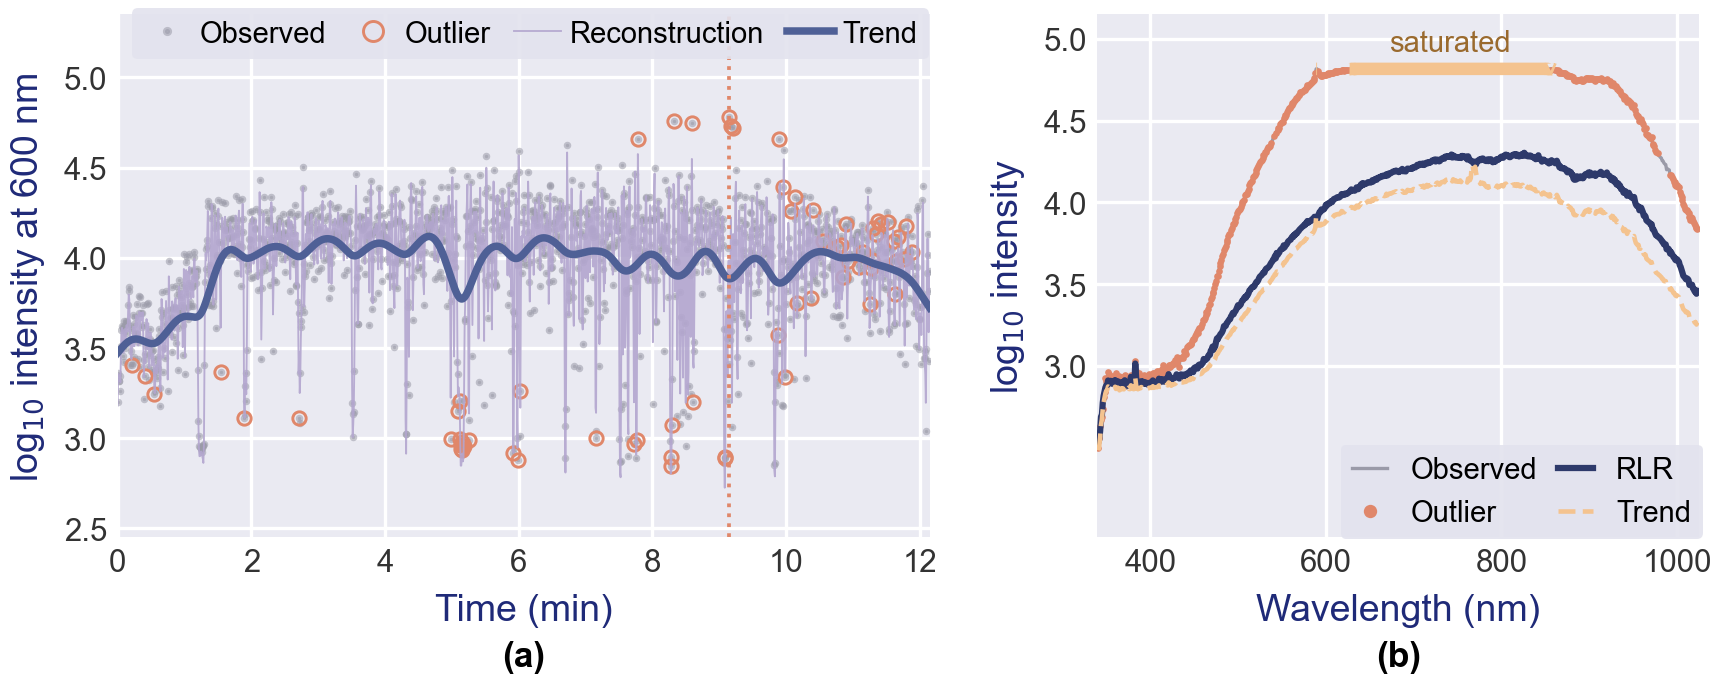 Observed Outlier Reconstruction Trend
log10 intensity at 600 nm
5.0
4.5
4.0
3.5
3.0
2.5
0 2 4 6 8 10 12
Time (min)
(a)
saturated
log10 intensity
5.0
4.5
4.0
3.5
3.0
Observed RLR
Outlier Trend
400 600 800 1000
Wavelength (nm)
(b)